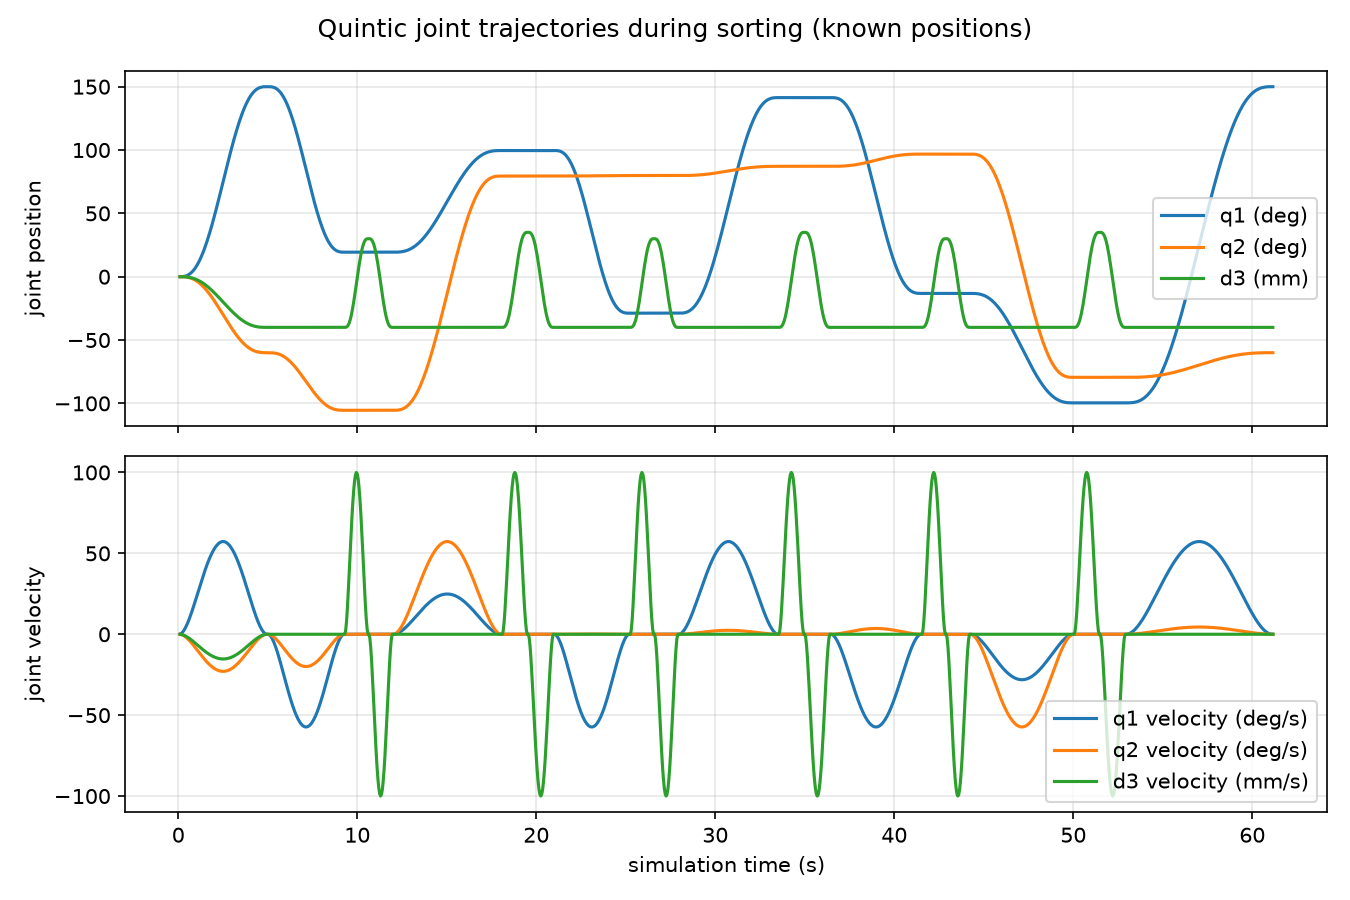 Quintic joint trajectories during sorting (known positions)
joint position
150
100
50
0
−50
−100
q1 (deg)
q2 (deg)
d3 (mm)
joint velocity
100
50
0
−50
−100
q1 velocity (deg/s)
q2 velocity (deg/s)
d3 velocity (mm/s)
0 10 20 30 40 50 60
simulation time (s)